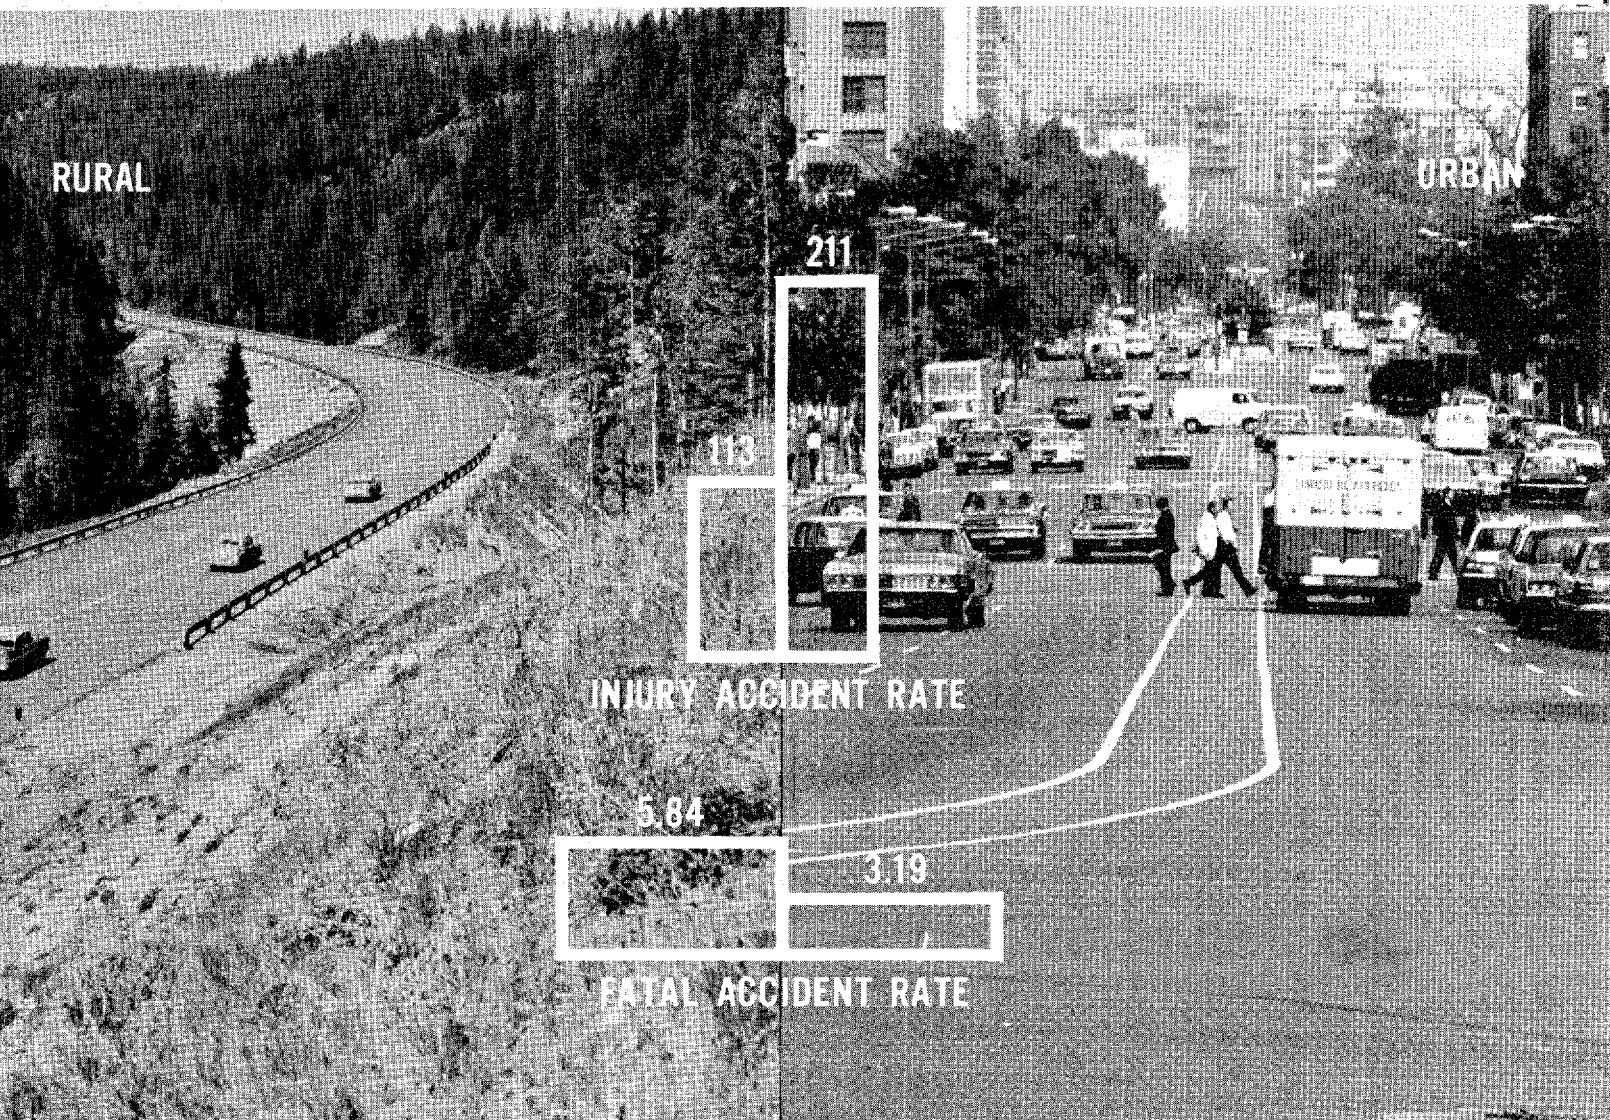 RURAL
URBAN
211
113
INJURY ACCIDENT RATE
5.84
3.19
FATAL ACCIDENT RATE